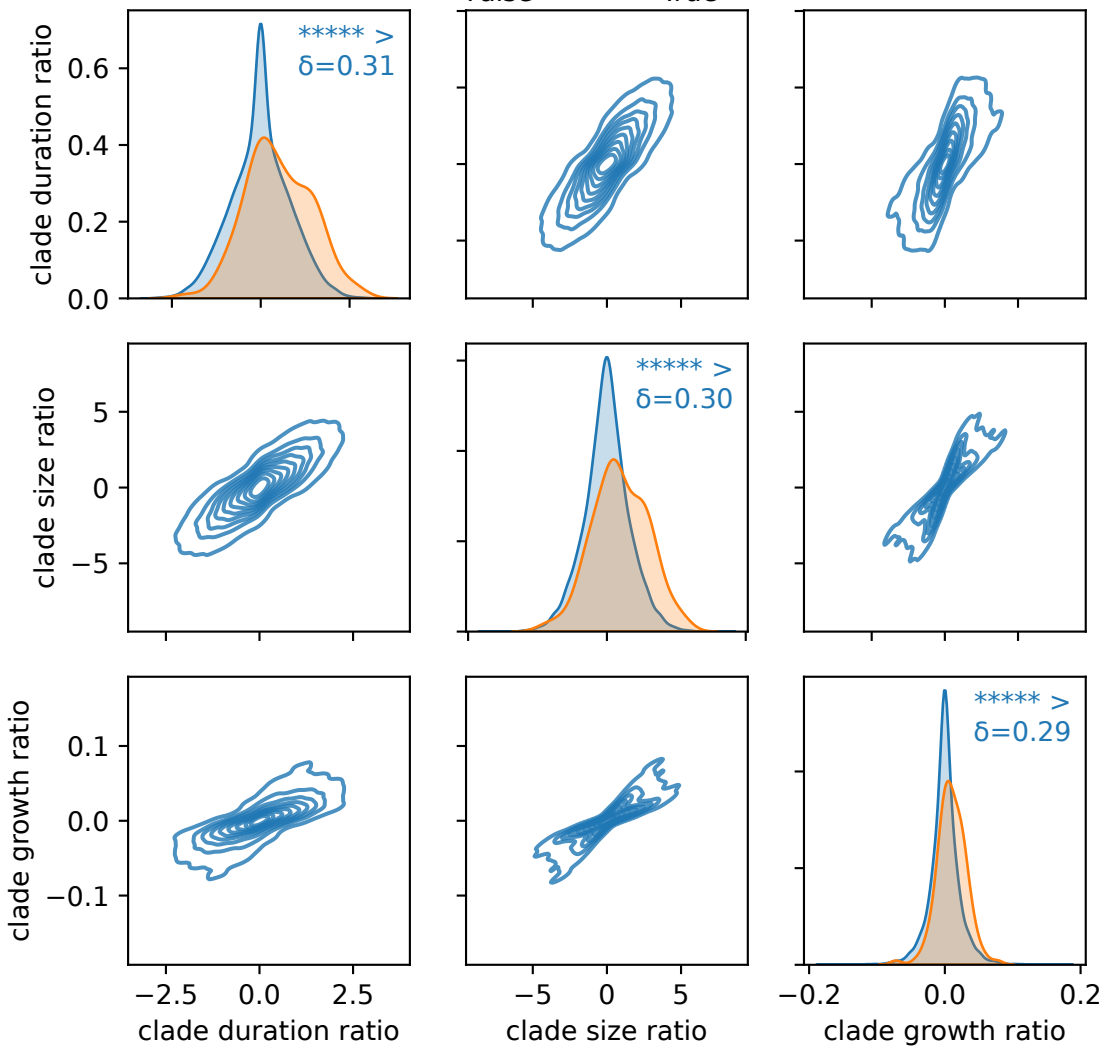 ***** >
δ=0.31
clade duration ratio
0.6
0.4
0.2
0.0
***** >
δ=0.30
clade size ratio
5
0
−5
***** >
δ=0.29
clade growth ratio
0.1
0.0
−0.1
−2.5 0.0 2.5
−5 0 5
−0.2 0.0 0.2
clade duration ratio
clade size ratio
clade growth ratio